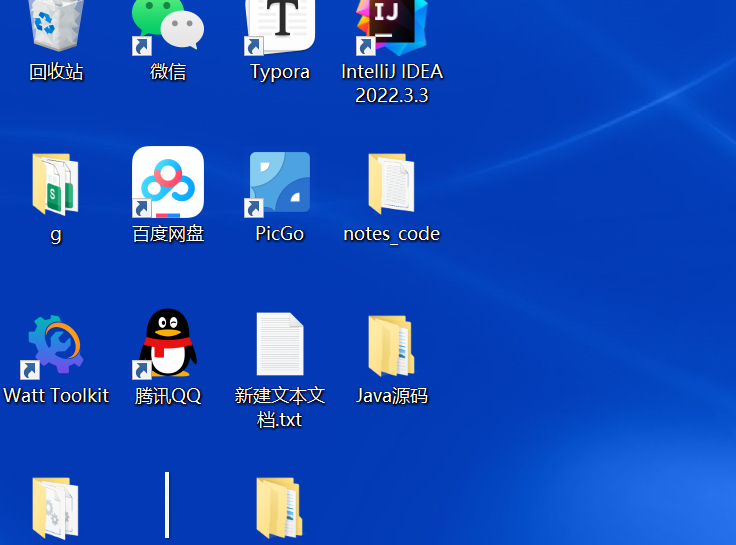 回收站
微信
T
Typora
IJ
IntelliJ IDEA
2022.3.3
S
g
百度网盘
PicGo
notes_code
Watt Toolkit
腾讯QQ
新建文本文
档.txt
Java源码